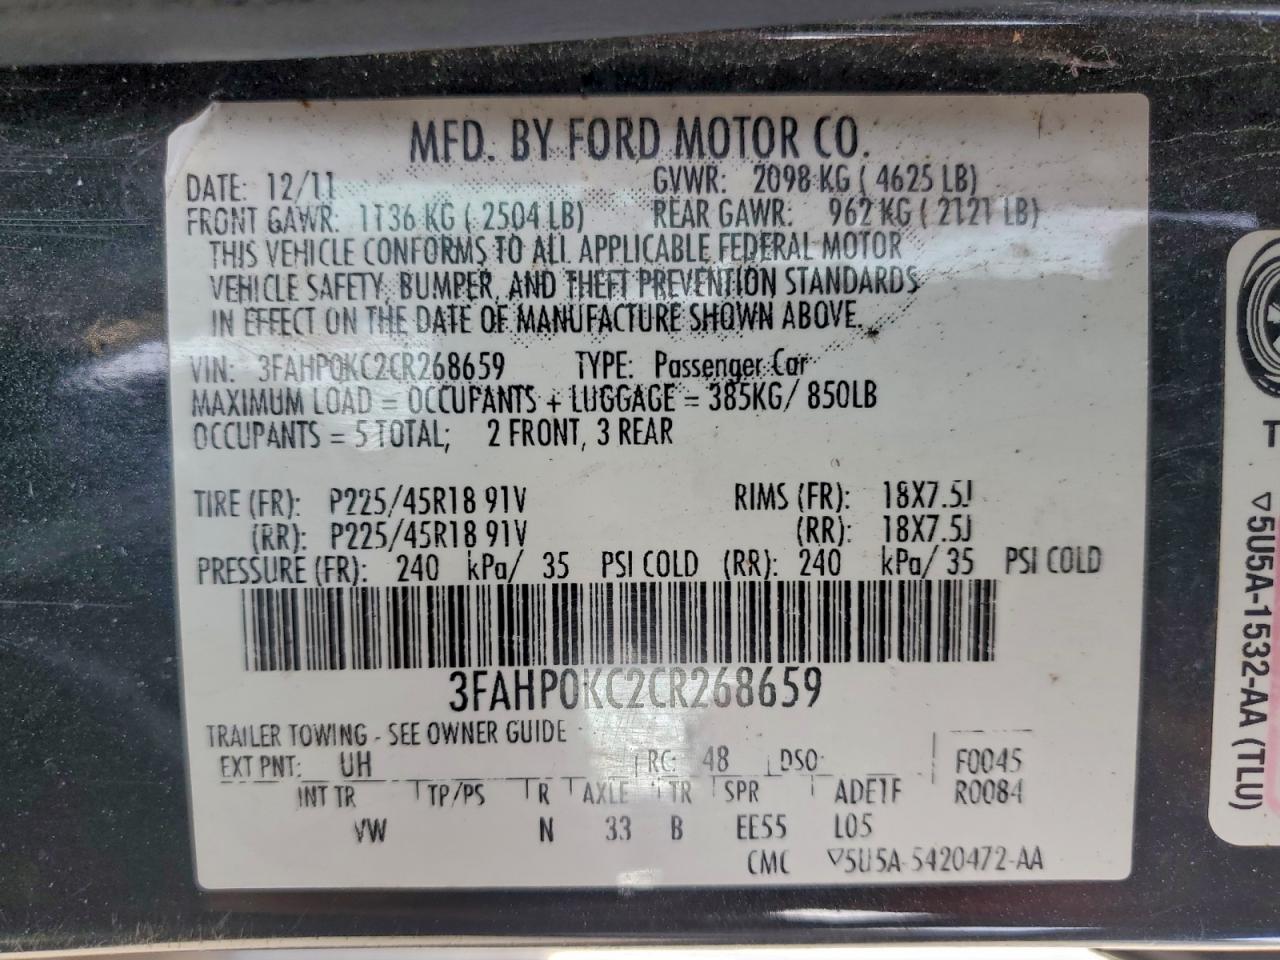 MFD. BY FORD MOTOR CO.
DATE: 12/11 GVWR: 2098 KG ( 4625 LB)
FRONT GAWR: 1136 KG ( 2504 LB) REAR GAWR: 962 KG ( 2121 LB)
THIS VEHICLE CONFORMS TO ALL APPLICABLE FEDERAL MOTOR
VEHICLE SAFETY, BUMPER, AND THEFT PREVENTION STANDARDS
IN EFFECT ON THE DATE OF MANUFACTURE SHOWN ABOVE.
VIN: 3FAHP0KC2CR268659 TYPE: Passenger Car
MAXIMUM LOAD = OCCUPANTS + LUGGAGE = 385KG/ 850LB
OCCUPANTS = 5 TOTAL; 2 FRONT, 3 REAR
TIRE (FR): P225/45R18 91V RIMS (FR): 18X7.5J
(RR): P225/45R18 91V (RR): 18X7.5J
PRESSURE (FR): 240 kPa/ 35 PSI COLD (RR): 240 kPa/ 35 PSI COLD
3FAHP0KC2CR268659
TRAILER TOWING - SEE OWNER GUIDE
EXT PNT: UH RC: 48 DSO: F0045
INT TR TP/PS R AXLE TR SPR R0084
VW N 33 B EE55 L05
CMC ▽5U5A-5420472-AA
T
▽5U5A-1532-AA (TLU)